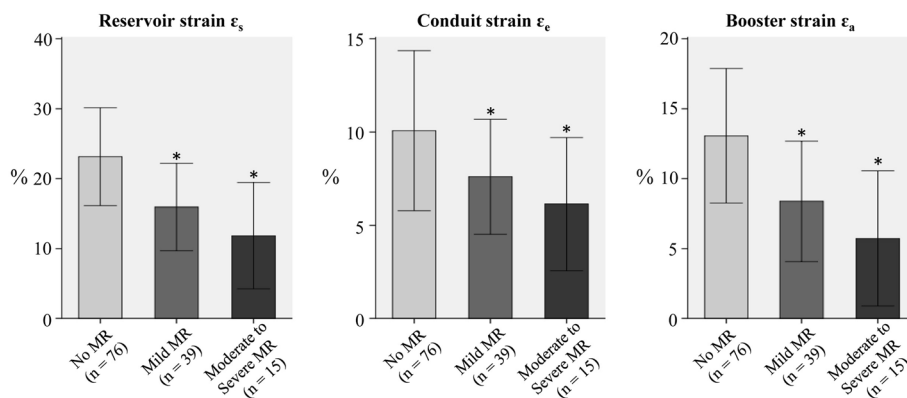 Reservoir strain εs
40
30
20
10
0
%
*
*
No MR
(n = 76)
Mild MR
(n = 39)
Moderate to
Severe MR
(n = 15)
Conduit strain εe
15
10
5
0
%
*
*
No MR
(n = 76)
Mild MR
(n = 39)
Moderate to
Severe MR
(n = 15)
Booster strain εa
20
15
10
5
0
%
*
*
No MR
(n = 76)
Mild MR
(n = 39)
Moderate to
Severe MR
(n = 15)